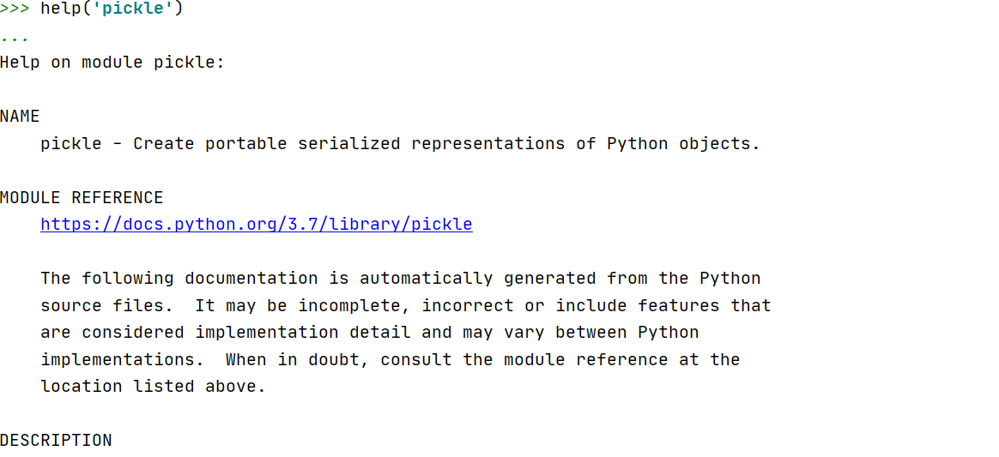 >>> help('pickle')
...
Help on module pickle:
NAME
pickle - Create portable serialized representations of Python objects.
MODULE REFERENCE
https://docs.python.org/3.7/library/pickle
The following documentation is automatically generated from the Python
source files.  It may be incomplete, incorrect or include features that
are considered implementation detail and may vary between Python
implementations.  When in doubt, consult the module reference at the
location listed above.
DESCRIPTION